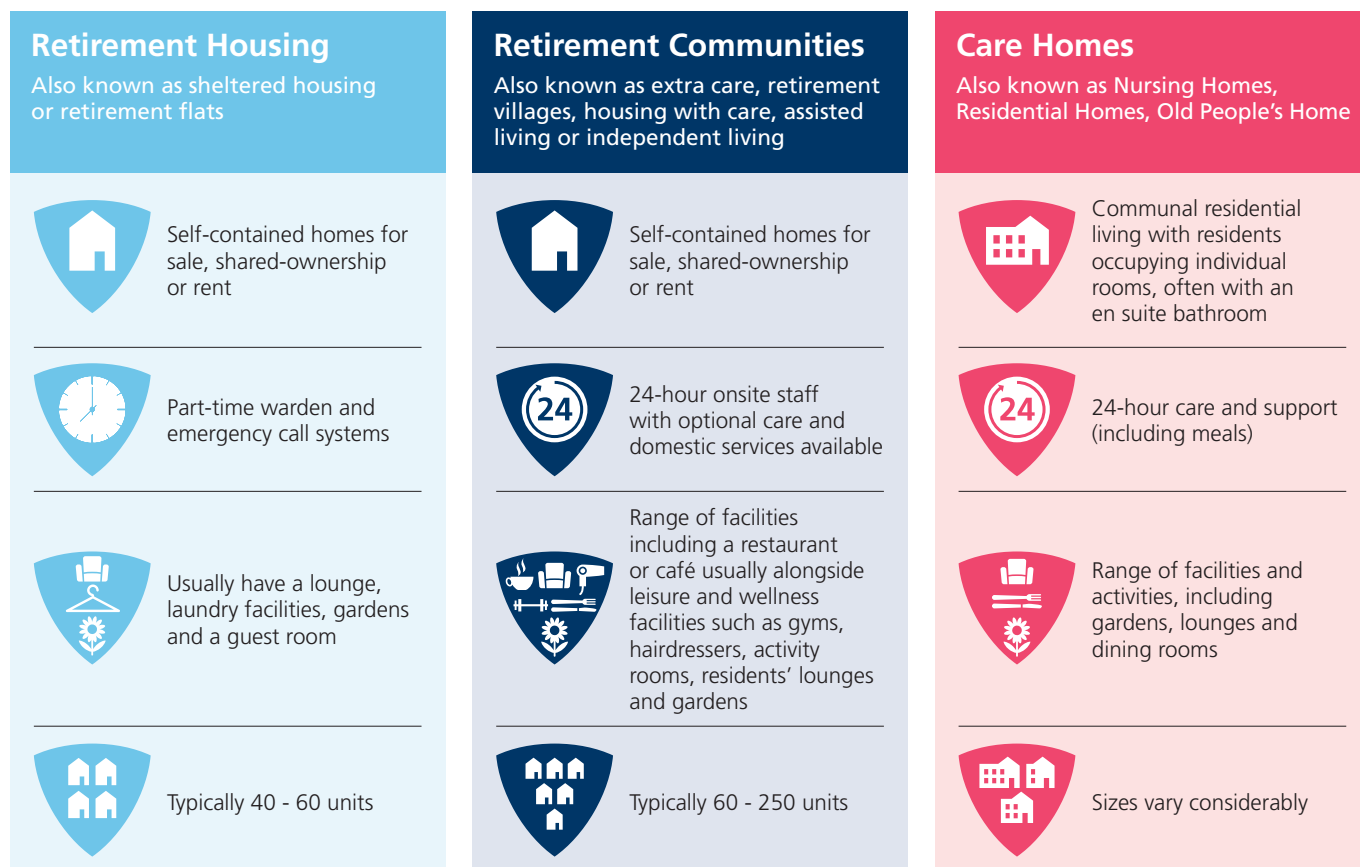 Retirement Housing
Also known as sheltered housing
or retirement flats
Self-contained homes for
sale, shared-ownership
or rent
Part-time warden and
emergency call systems
Usually have a lounge,
laundry facilities, gardens
and a guest room
Typically 40 - 60 units
Retirement Communities
Also known as extra care, retirement
villages, housing with care, assisted
living or independent living
Self-contained homes for
sale, shared-ownership
or rent
24
24-hour onsite staff
with optional care and
domestic services available
Range of facilities
including a restaurant
or café usually alongside
leisure and wellness
facilities such as gyms,
hairdressers, activity
rooms, residents’ lounges
and gardens
Typically 60 - 250 units
Care Homes
Also known as Nursing Homes,
Residential Homes, Old People’s Home
Communal residential
living with residents
occupying individual
rooms, often with an
en suite bathroom
24
24-hour care and support
(including meals)
Range of facilities and
activities, including
gardens, lounges and
dining rooms
Sizes vary considerably